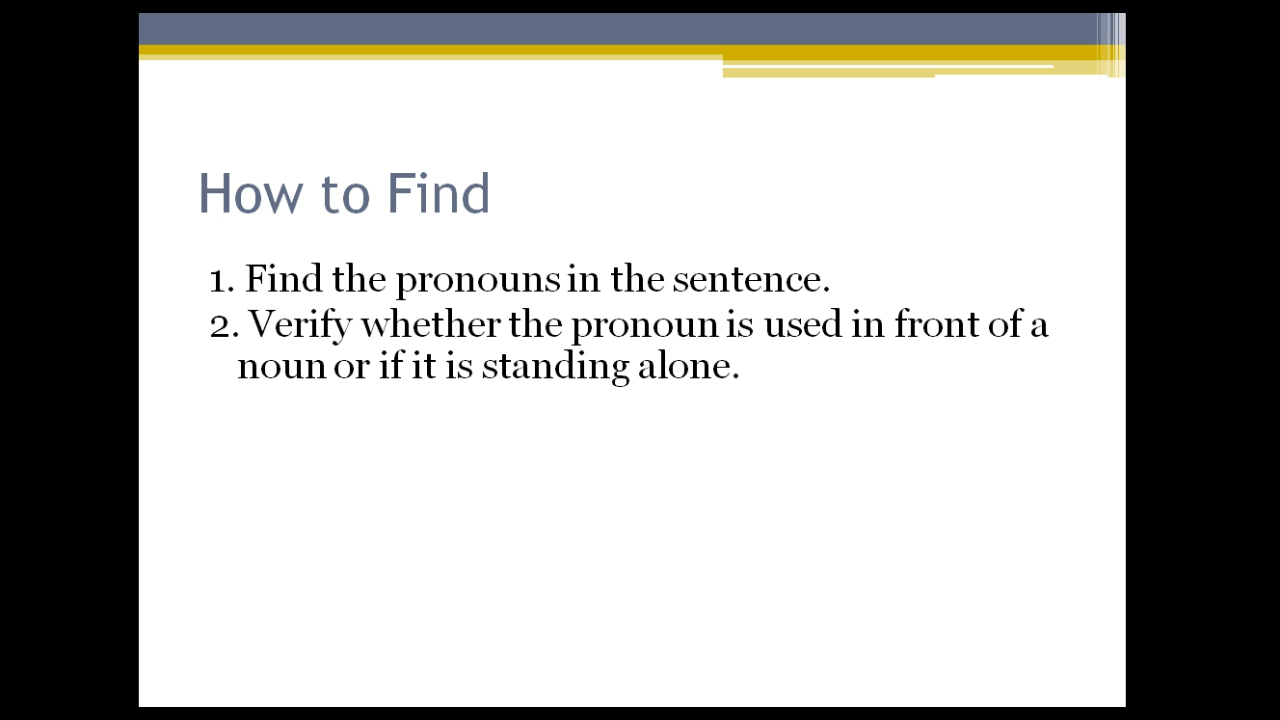 How to Find
1. Find the pronouns in the sentence.
2. Verify whether the pronoun is used in front of a
noun or if it is standing alone.